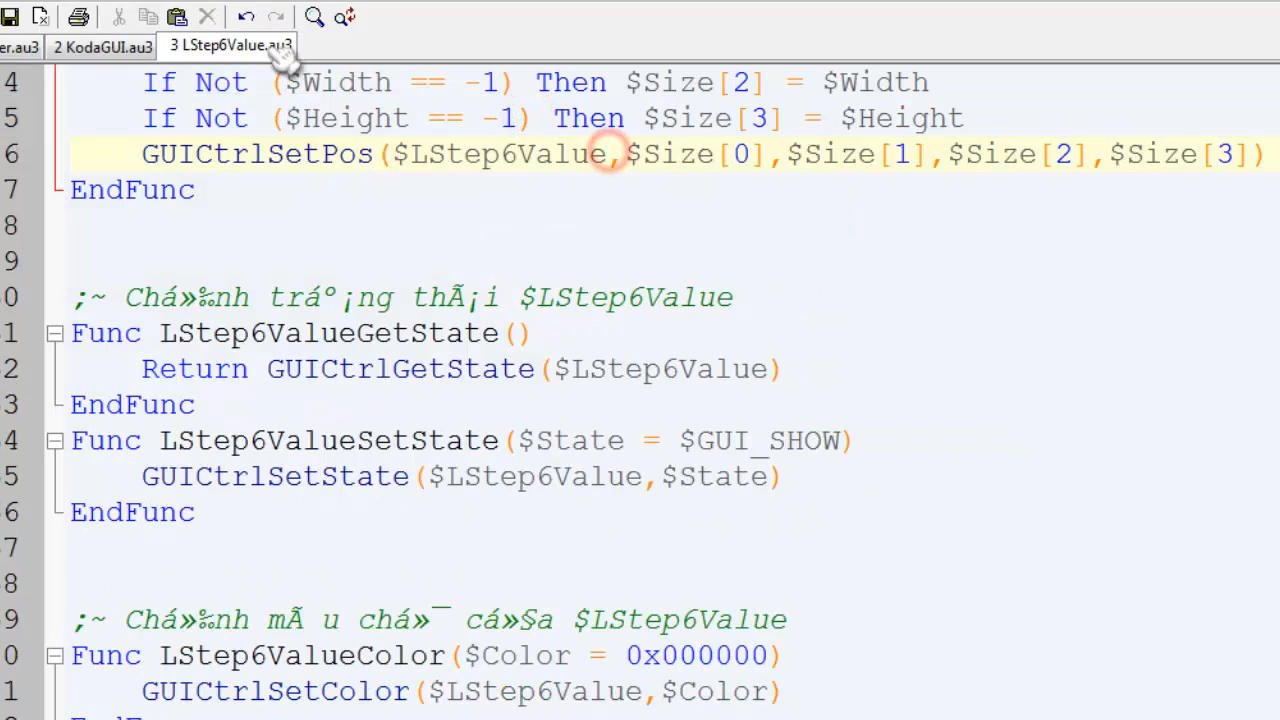 er.au3 2 KodaGUI.au3 3 LStep6Value.au3
4 If Not ($Width == -1) Then $Size[2] = $Width
5 If Not ($Height == -1) Then $Size[3] = $Height
6 GUICtrlSetPos($LStep6Value,$Size[0],$Size[1],$Size[2],$Size[3])
7 EndFunc
8
9
0 ;~ Chá»‰nh tráº¡ng thÃ¡i $LStep6Value
1 Func LStep6ValueGetState()
2 Return GUICtrlGetState($LStep6Value)
3 EndFunc
4 Func LStep6ValueSetState($State = $GUI_SHOW)
5 GUICtrlSetState($LStep6Value,$State)
6 EndFunc
7
8
9 ;~ Chá»‰nh mÃ u chá»¯ cá»§a $LStep6Value
0 Func LStep6ValueColor($Color = 0x000000)
1 GUICtrlSetColor($LStep6Value,$Color)
EndFunc